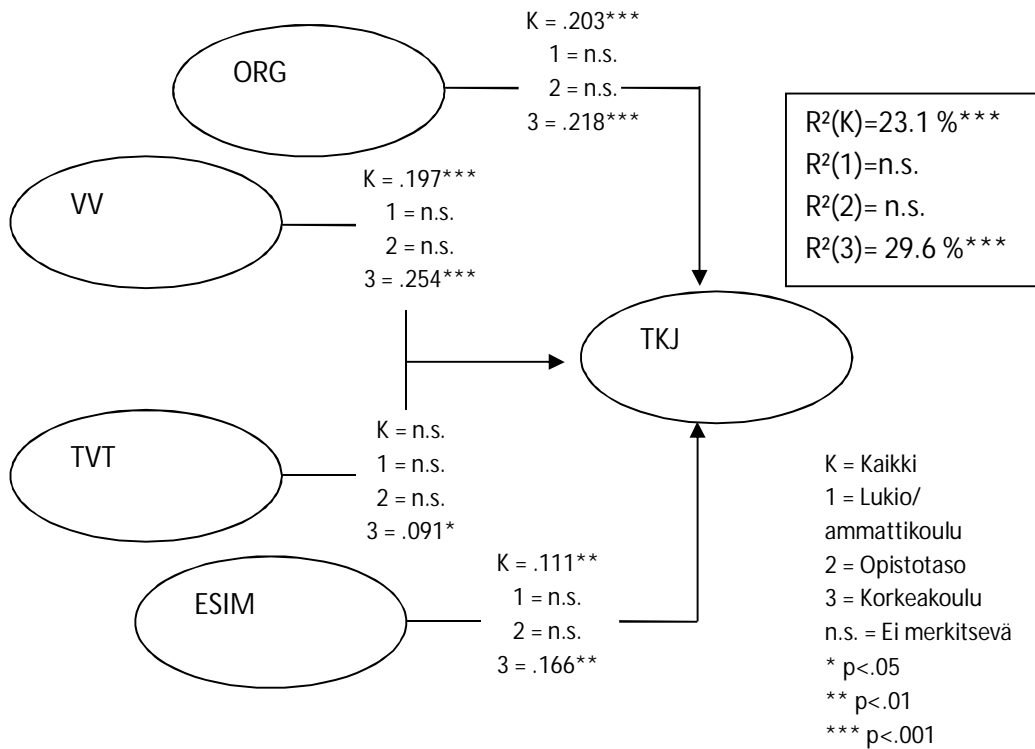 ORG
K = .203***
1 = n.s.
2 = n.s.
3 = .218***
R²(K)=23.1 %***
R²(1)=n.s.
R²(2)= n.s.
R²(3)= 29.6 %***
VV
K = .197***
1 = n.s.
2 = n.s.
3 = .254***
TKJ
TVT
K = n.s.
1 = n.s.
2 = n.s.
3 = .091*
ESIM
K = .111**
1 = n.s.
2 = n.s.
3 = .166**
K = Kaikki
1 = Lukio/
ammattikoulu
2 = Opistotaso
3 = Korkeakoulu
n.s. = Ei merkitsevä
* p<.05
** p<.01
*** p<.001